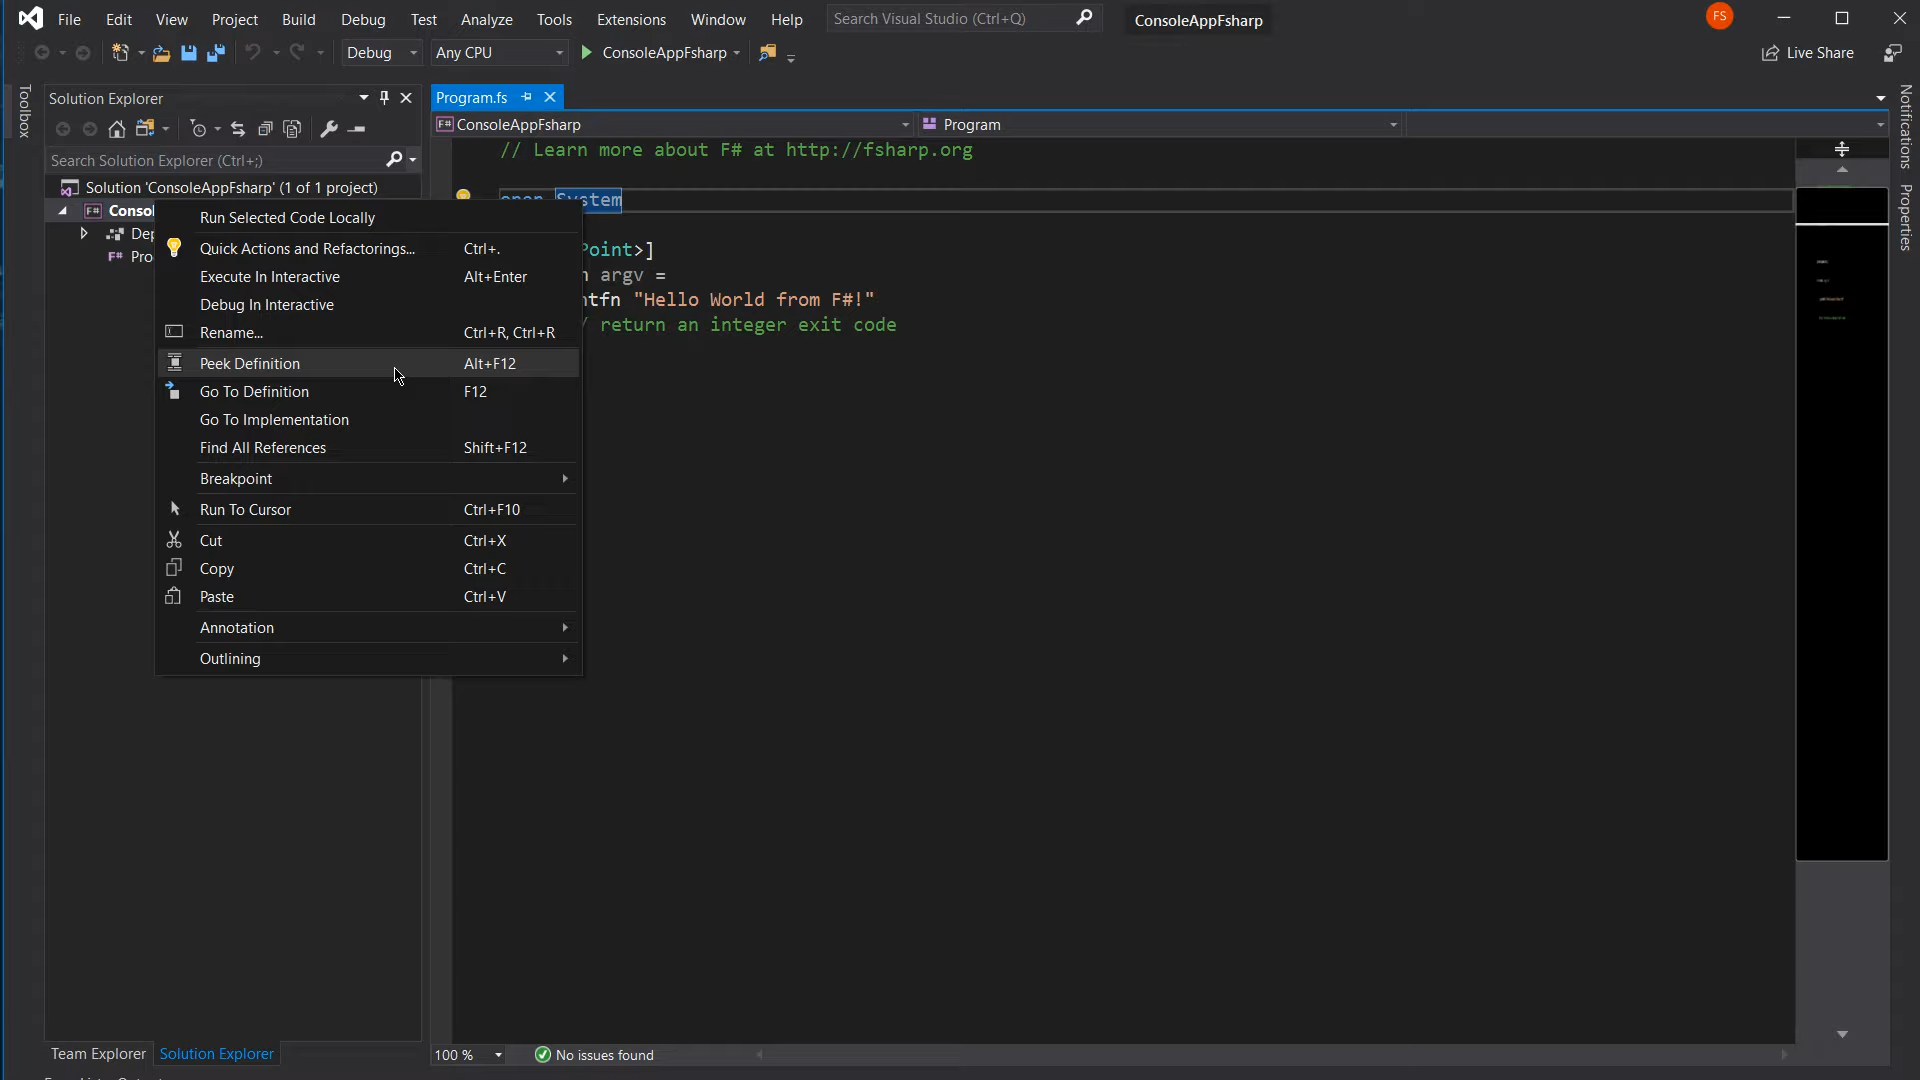 File Edit View Project Build Debug Test Analyze Tools Extensions Window Help Search Visual Studio (Ctrl+Q) ConsoleAppFsharp FS
Debug Any CPU ConsoleAppFsharp Live Share
Toolbox
Solution Explorer
Search Solution Explorer (Ctrl+;)
Solution 'ConsoleAppFsharp' (1 of 1 project)
F# Consol
Dep
F# Pro
Run Selected Code Locally
Quick Actions and Refactorings... Ctrl+.
Execute In Interactive Alt+Enter
Debug In Interactive
Rename... Ctrl+R, Ctrl+R
Peek Definition Alt+F12
Go To Definition F12
Go To Implementation
Find All References Shift+F12
Breakpoint
Run To Cursor Ctrl+F10
Cut Ctrl+X
Copy Ctrl+C
Paste Ctrl+V
Annotation
Outlining
Program.fs
F# ConsoleAppFsharp Program
// Learn more about F# at http://fsharp.org
open System
Point>]
n argv =
ntfn "Hello World from F#!"
/ return an integer exit code
Notifications
Properties
Team Explorer Solution Explorer
100 % No issues found